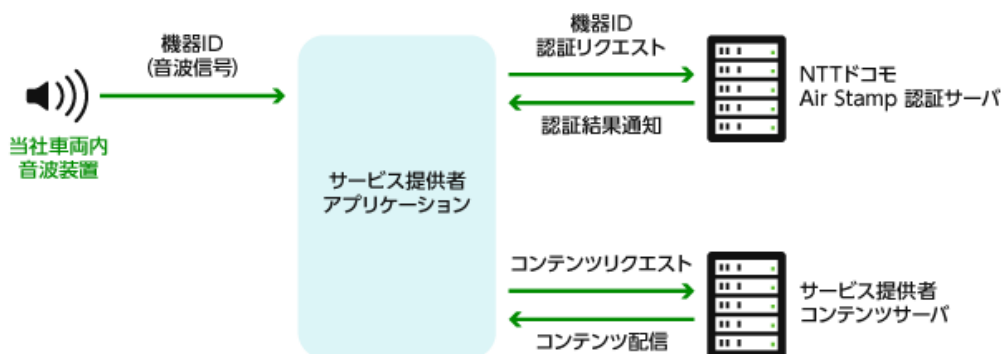 機器ID
(音波信号)
当社車両内
音波装置
サービス提供者
アプリケーション
機器ID
認証リクエスト
認証結果通知
NTTドコモ
Air Stamp 認証サーバ
コンテンツリクエスト
コンテンツ配信
サービス提供者
コンテンツサーバ